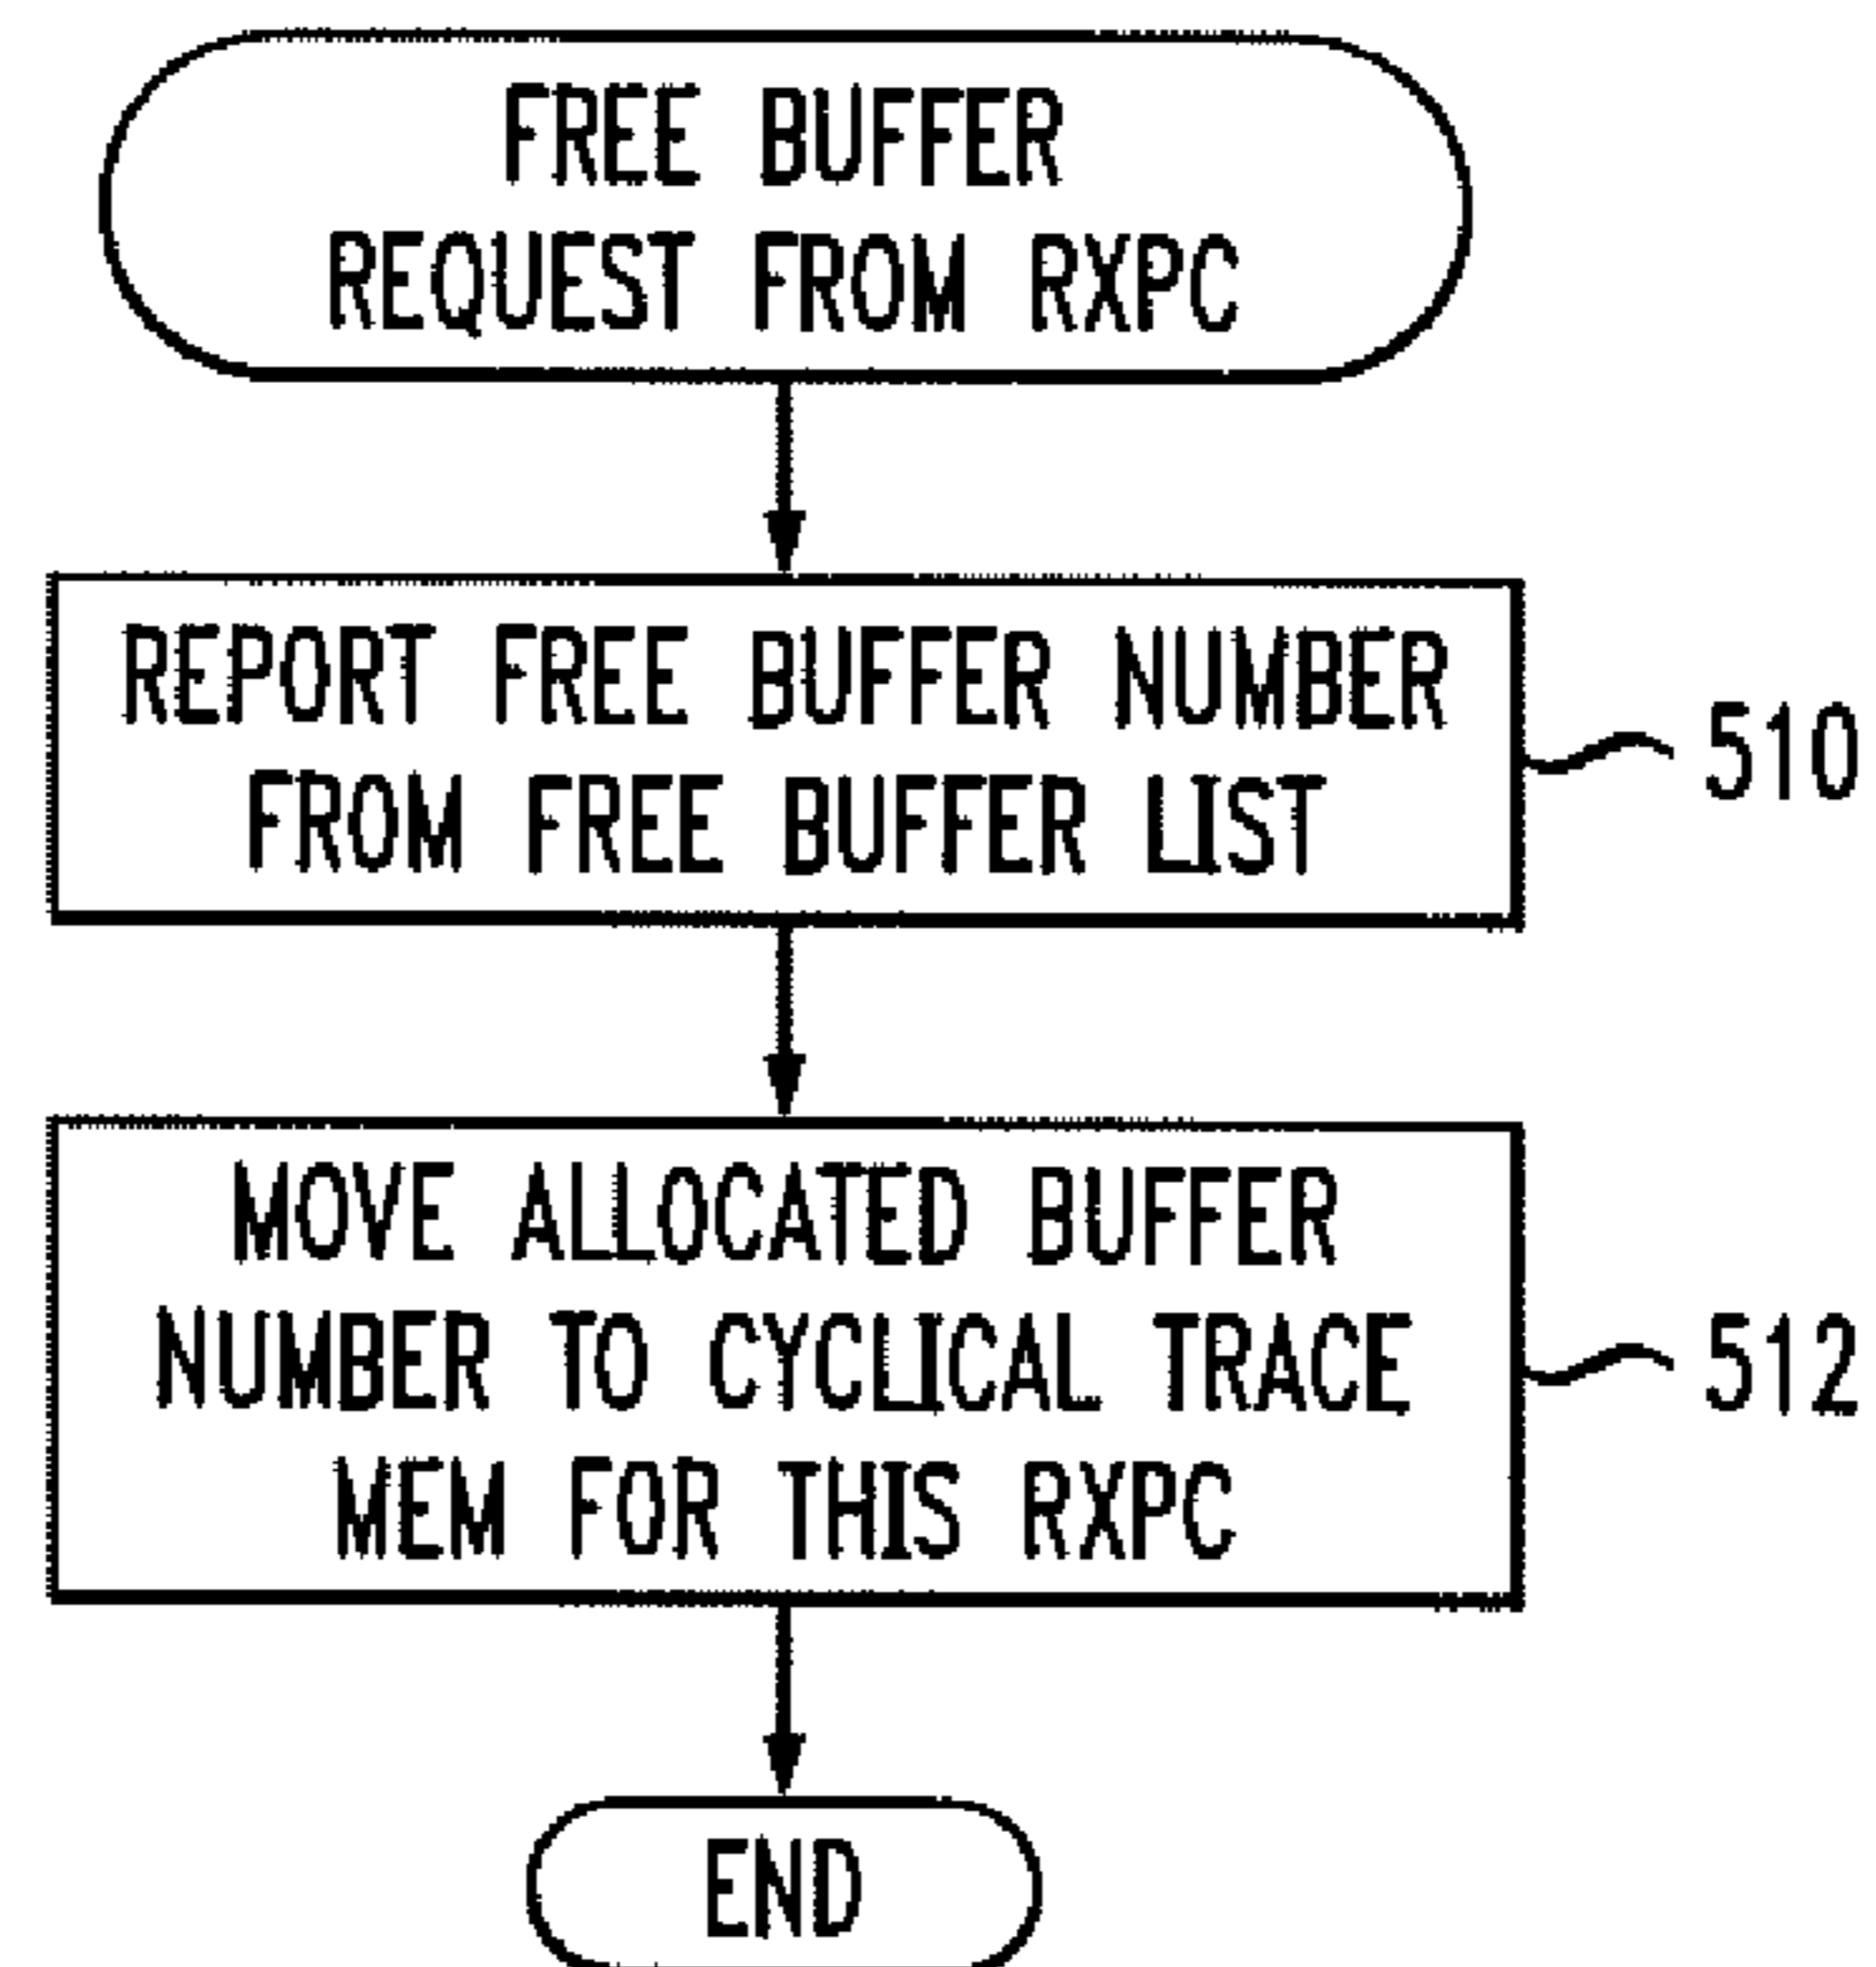 FREE BUFFER
REQUEST FROM RXPC
REPORT FREE BUFFER NUMBER
FROM FREE BUFFER LIST
510
MOVE ALLOCATED BUFFER
NUMBER TO CYCLICAL TRACE
MEM FOR THIS RXPC
512
END